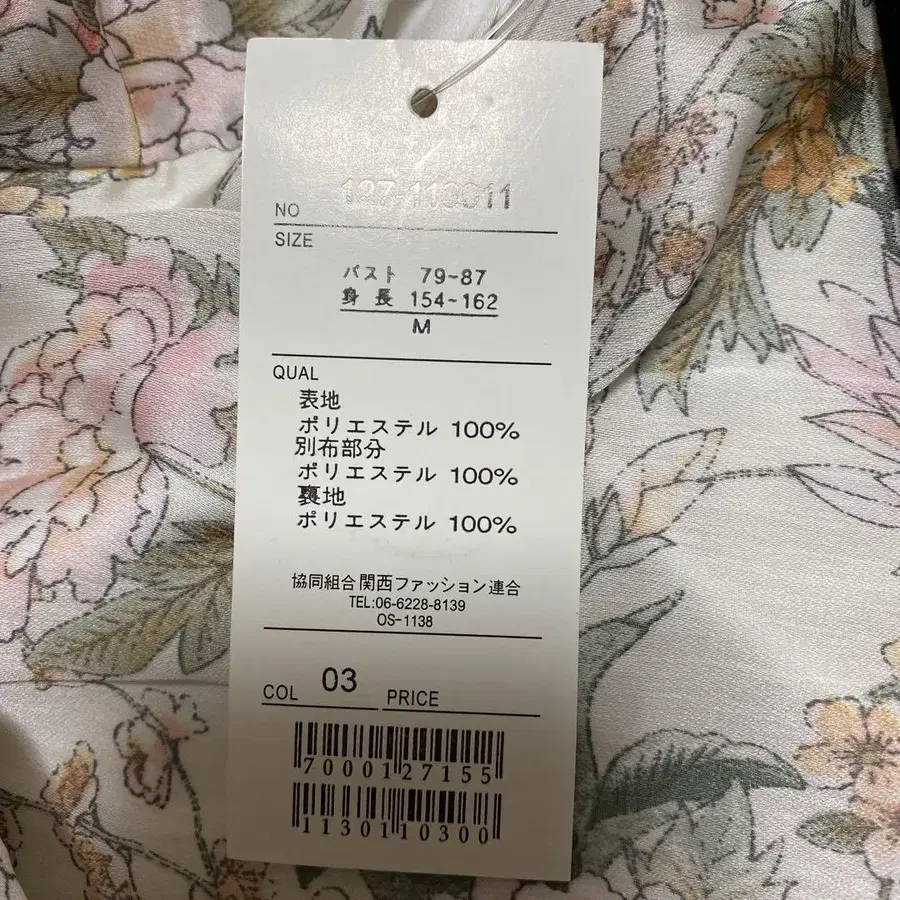 NO 127-113011
SIZE
バスト 79-87
身長 154-162
M
QUAL
表地
ポリエステル 100%
別布部分
ポリエステル 100%
裏地
ポリエステル 100%
協同組合 関西ファッション連合
TEL:06-6228-8139
OS-1138
COL 03 PRICE
7000127155
1130110300